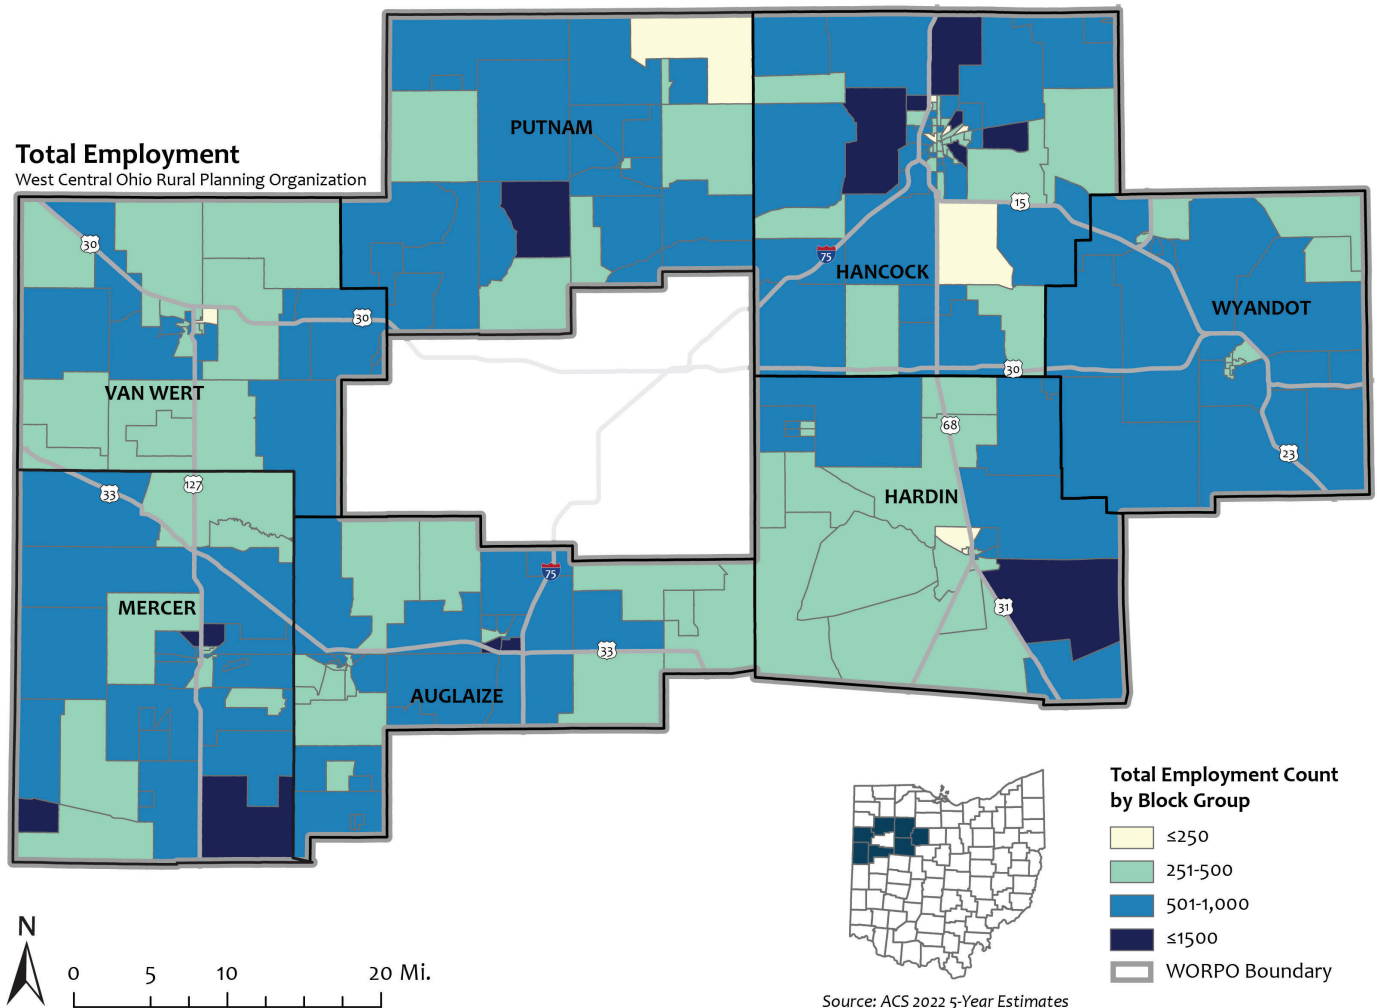 Total Employment
West Central Ohio Rural Planning Organization
PUTNAM
30
15
75
HANCOCK
WYANDOT
30
30
VAN WERT
68
23
127
33
HARDIN
75
MERCER
31
33
AUGLAIZE
Total Employment Count
by Block Group
≤250
251-500
501-1,000
≤1500
WORPO Boundary
N
0 5 10 20 Mi.
Source: ACS 2022 5-Year Estimates